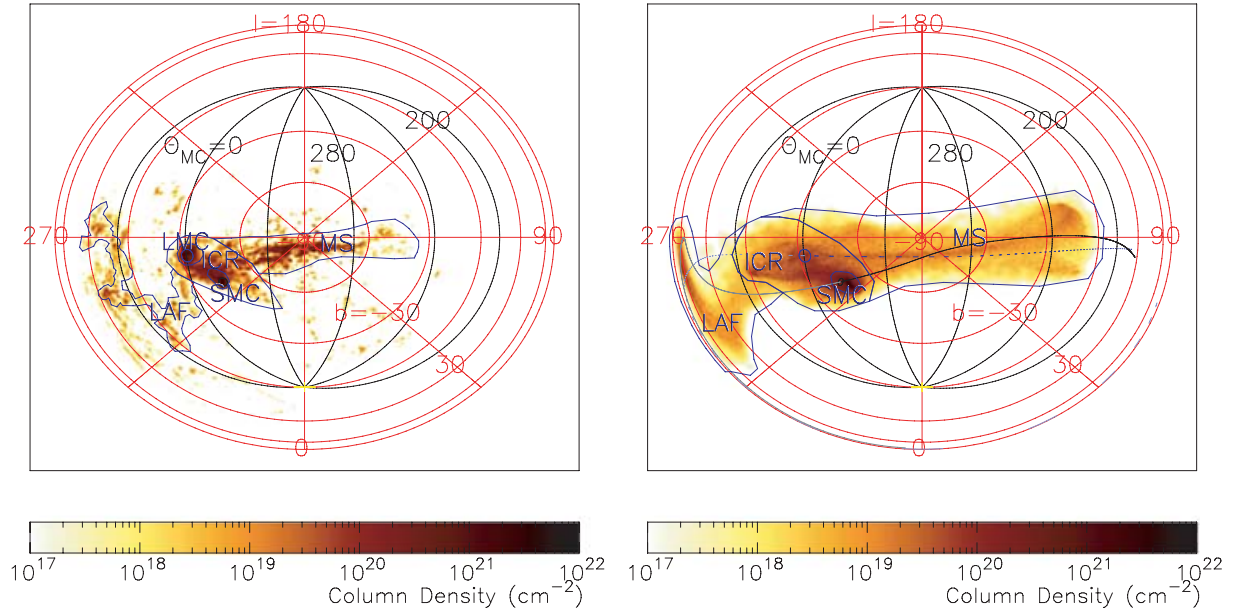 l=180
200
Θ_MC=0
280
270
LMC
ICR
-90
MS
90
SMC
LAF
b=-30
30
0
10^17 10^18 10^19 10^20 10^21 10^22
Column Density (cm^-2)
l=180
200
Θ_MC=0
280
270
-90
MS
90
ICR
SMC
LAF
b=-30
30
0
10^17 10^18 10^19 10^20 10^21 10^22
Column Density (cm^-2)